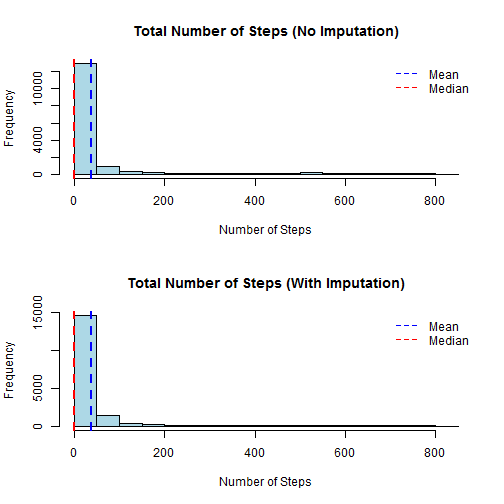 Total Number of Steps (No Imputation)
Mean
Median
Frequency
10000
4000
0
0 200 400 600 800
Number of Steps
Total Number of Steps (With Imputation)
Mean
Median
Frequency
15000
5000
0
0 200 400 600 800
Number of Steps